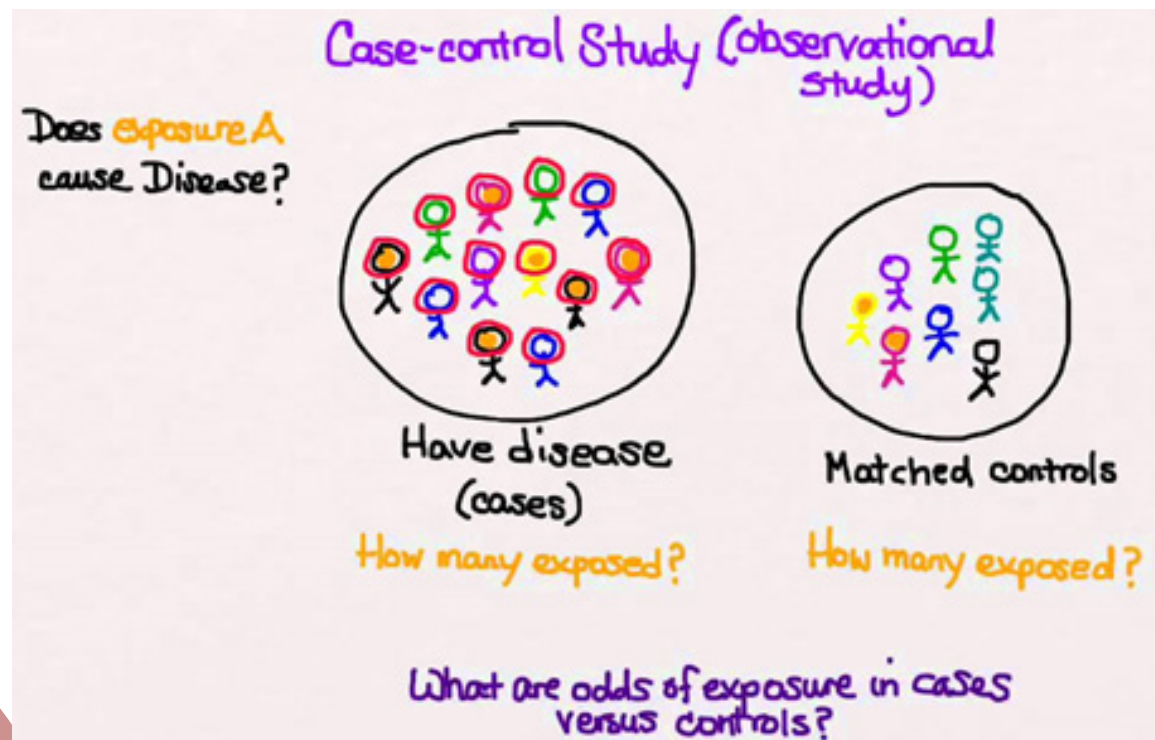 Case-control Study (observational
study)
Does exposure A
cause Disease?
Have disease
(cases)
Matched controls
How many exposed?
How many exposed?
What are odds of exposure in cases
versus controls?